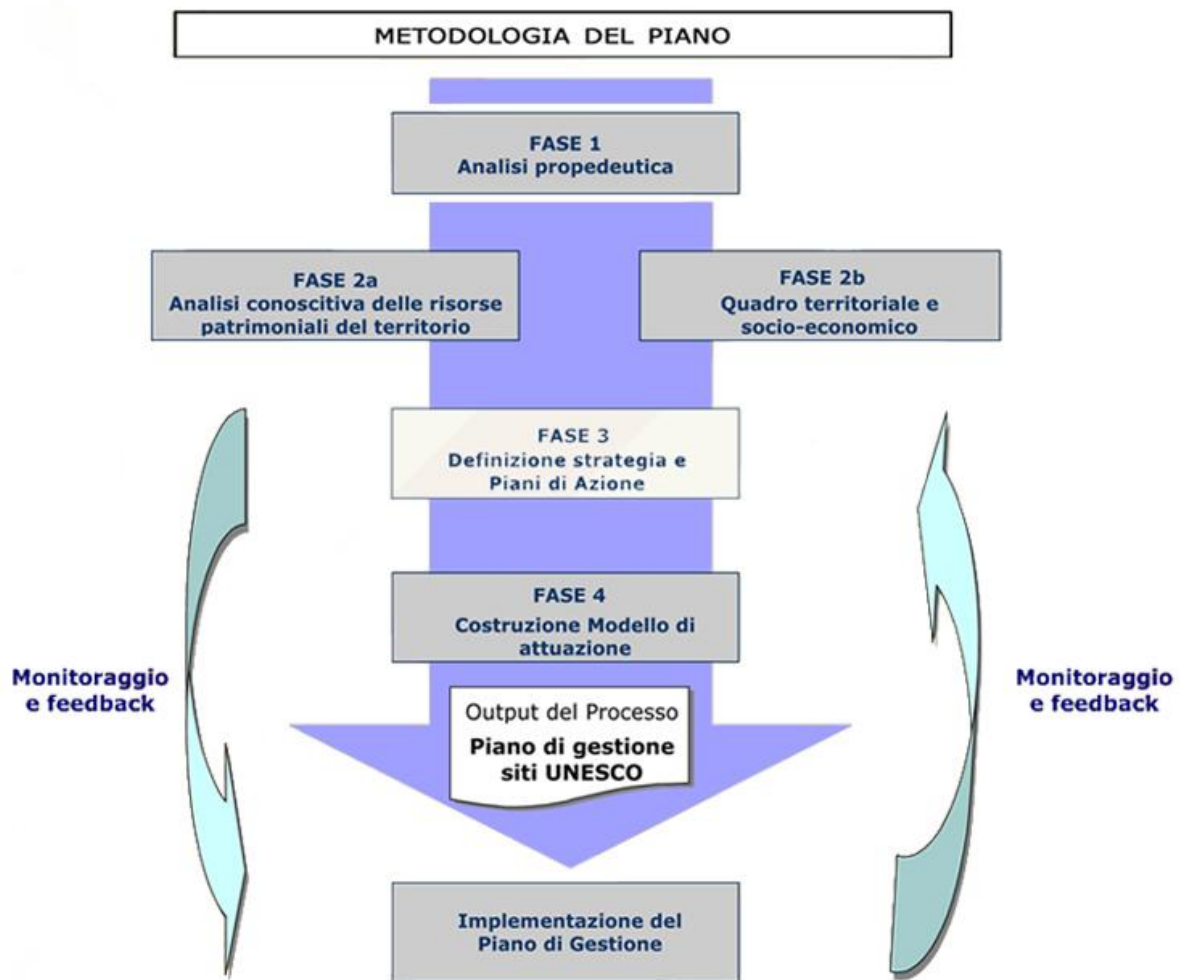 METODOLOGIA DEL PIANO
FASE 1
Analisi propedeutica
FASE 2a
Analisi conoscitiva delle risorse
patrimoniali del territorio
FASE 2b
Quadro territoriale e
socio-economico
FASE 3
Definizione strategia e
Piani di Azione
FASE 4
Costruzione Modello di
attuazione
Monitoraggio
e feedback
Output del Processo
Piano di gestione
siti UNESCO
Monitoraggio
e feedback
Implementazione del
Piano di Gestione